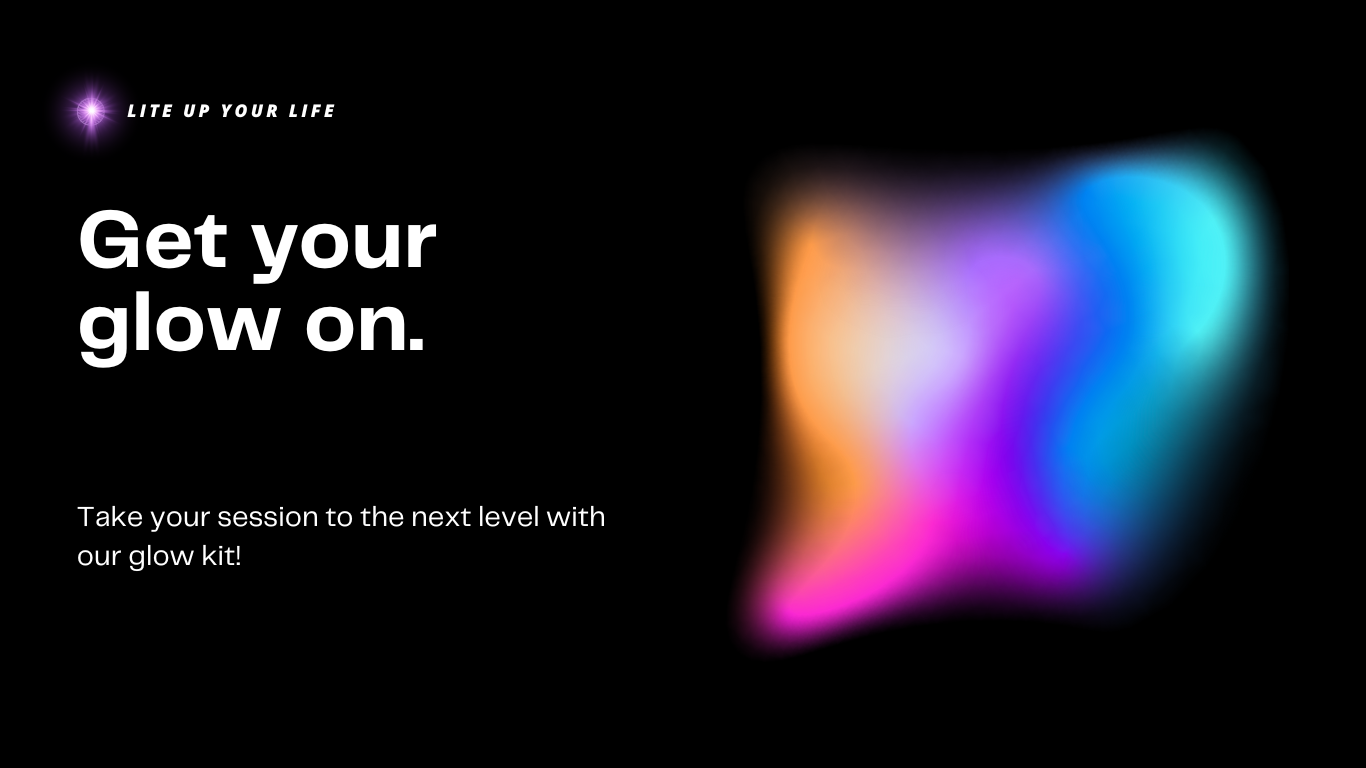 LITE UP YOUR LIFE
Get your
glow on.
Take your session to the next level with
our glow kit!